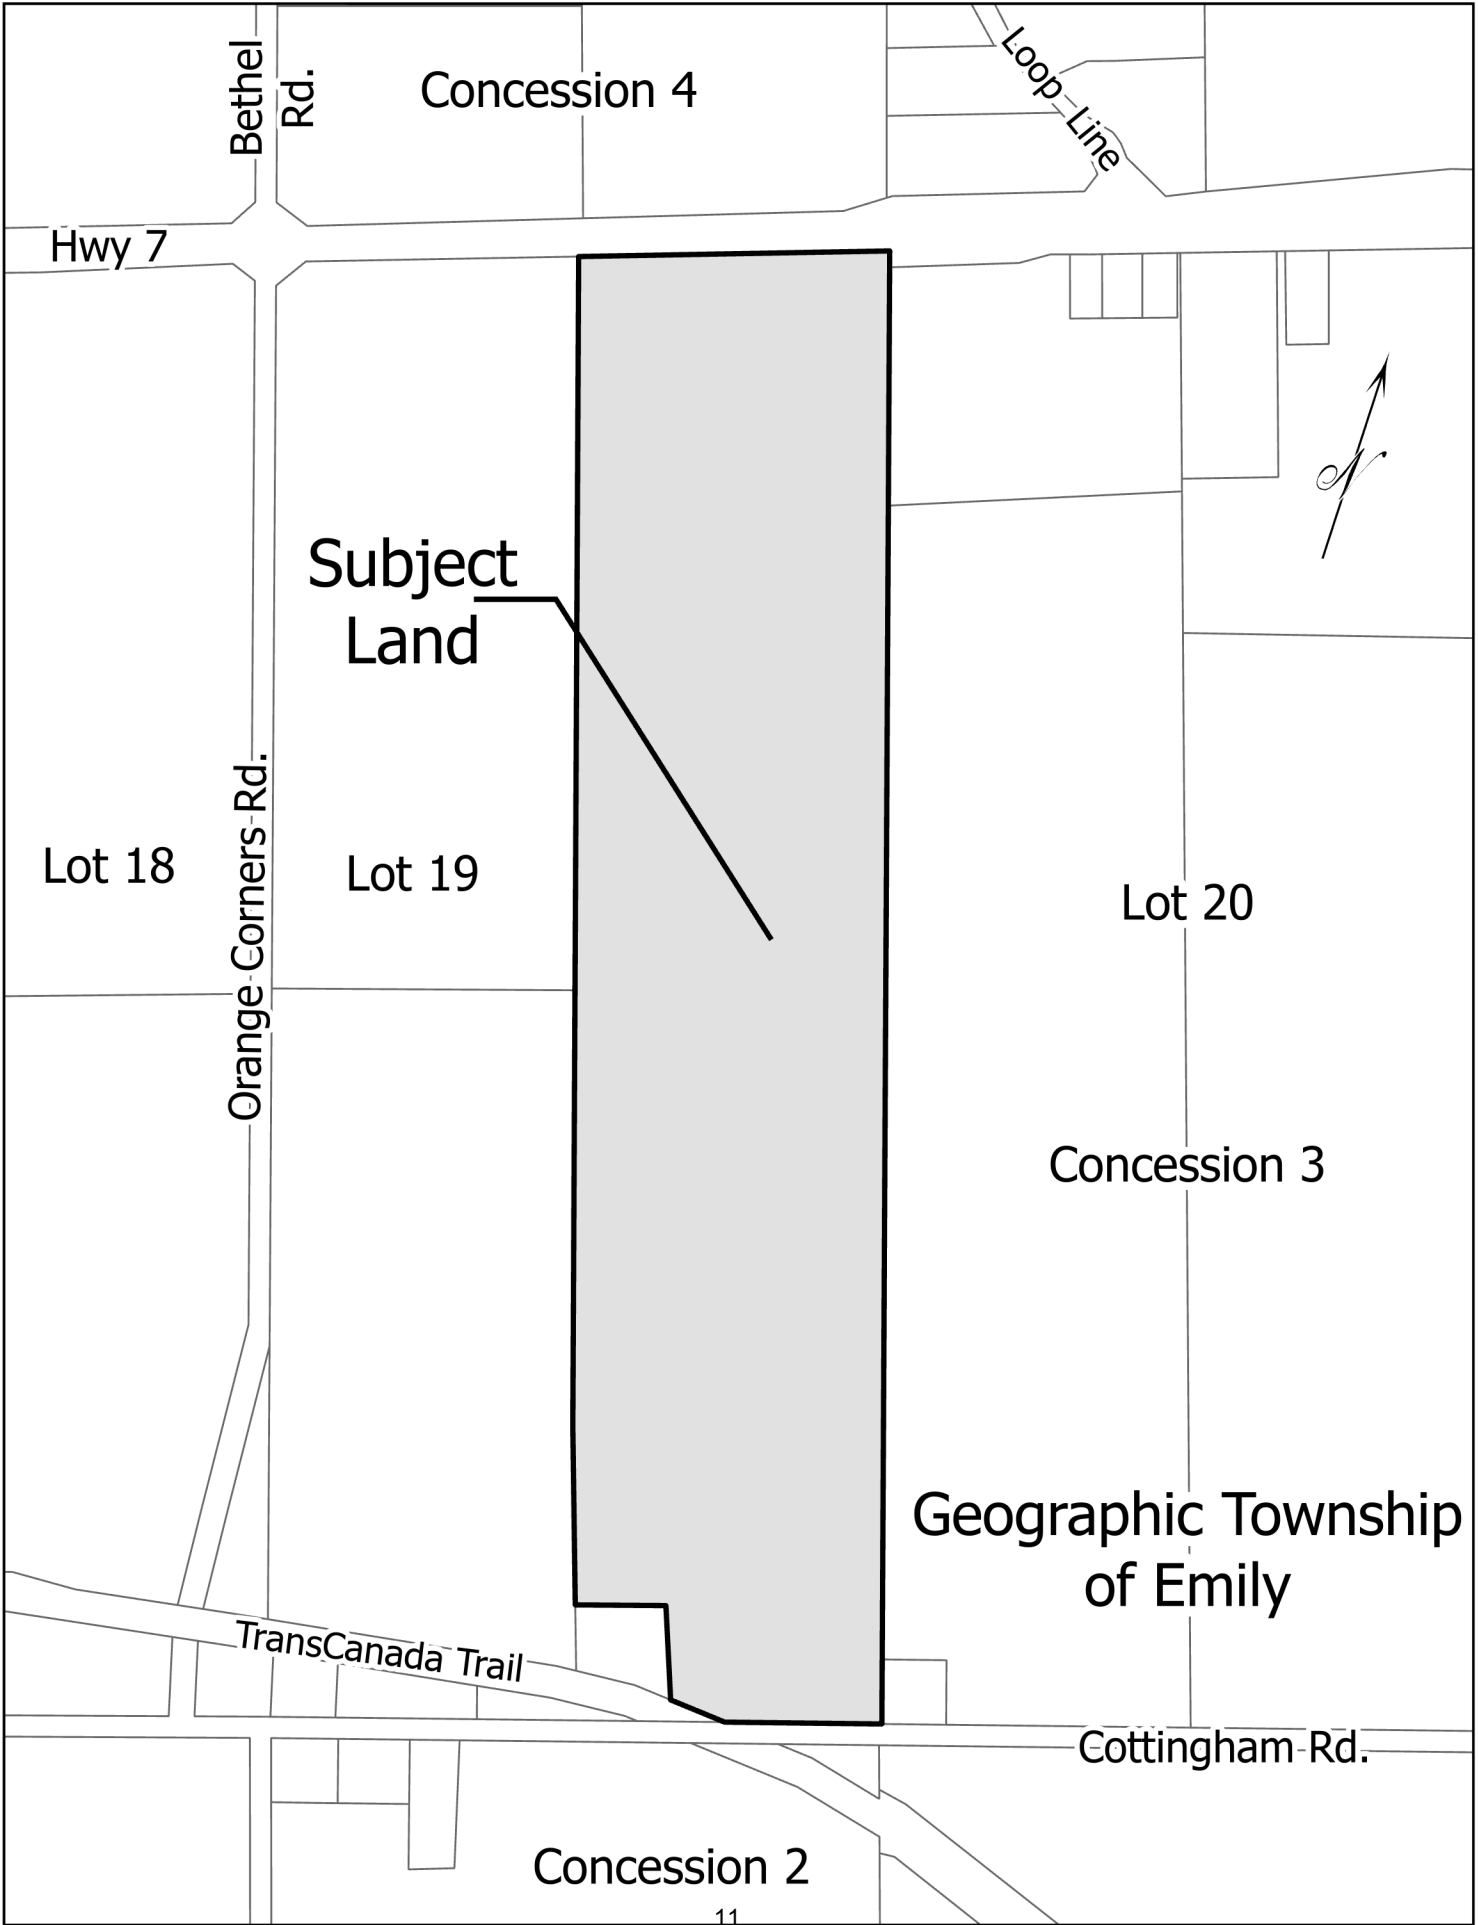 Bethel
Rd.
Concession 4
Loop Line
Hwy 7
N
Subject
Land
Orange Corners Rd.
Lot 18
Lot 19
Lot 20
Concession 3
Geographic Township
of Emily
TransCanada Trail
Cottingham Rd.
Concession 2
11